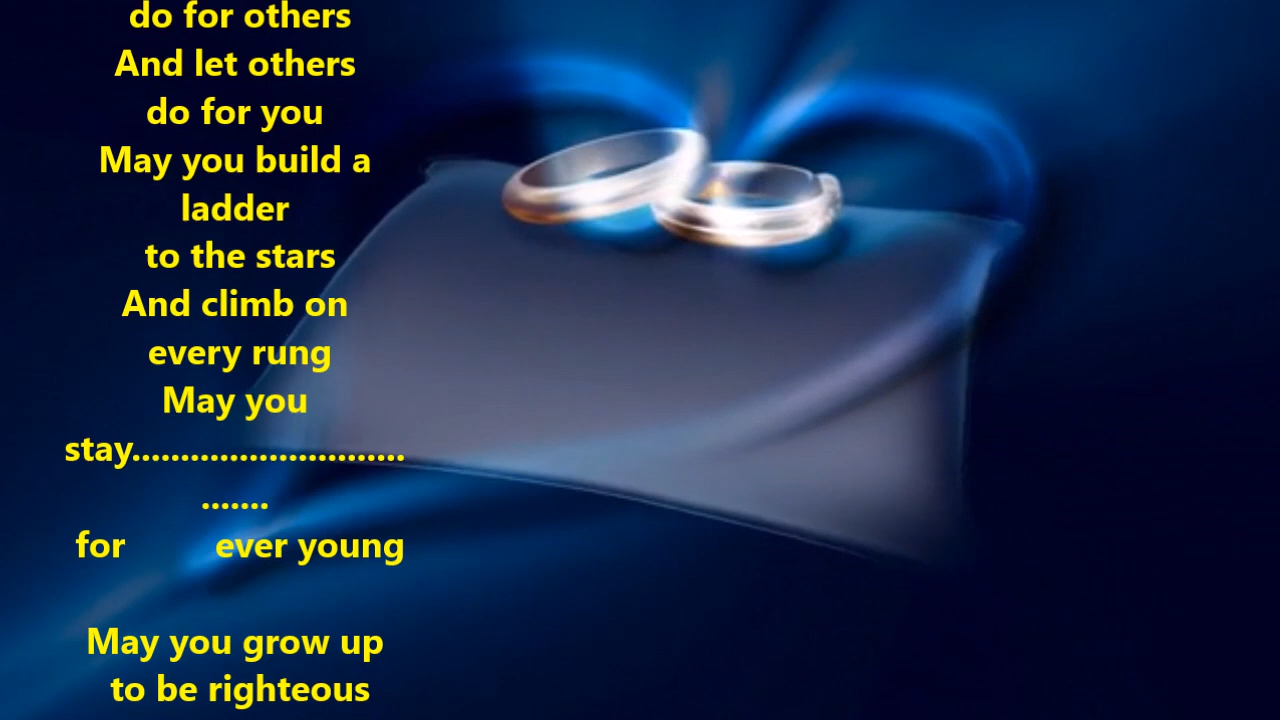 do for others
And let others
do for you
May you build a
ladder
to the stars
And climb on
every rung
May you
stay............................
.......
for ever young
May you grow up
to be righteous